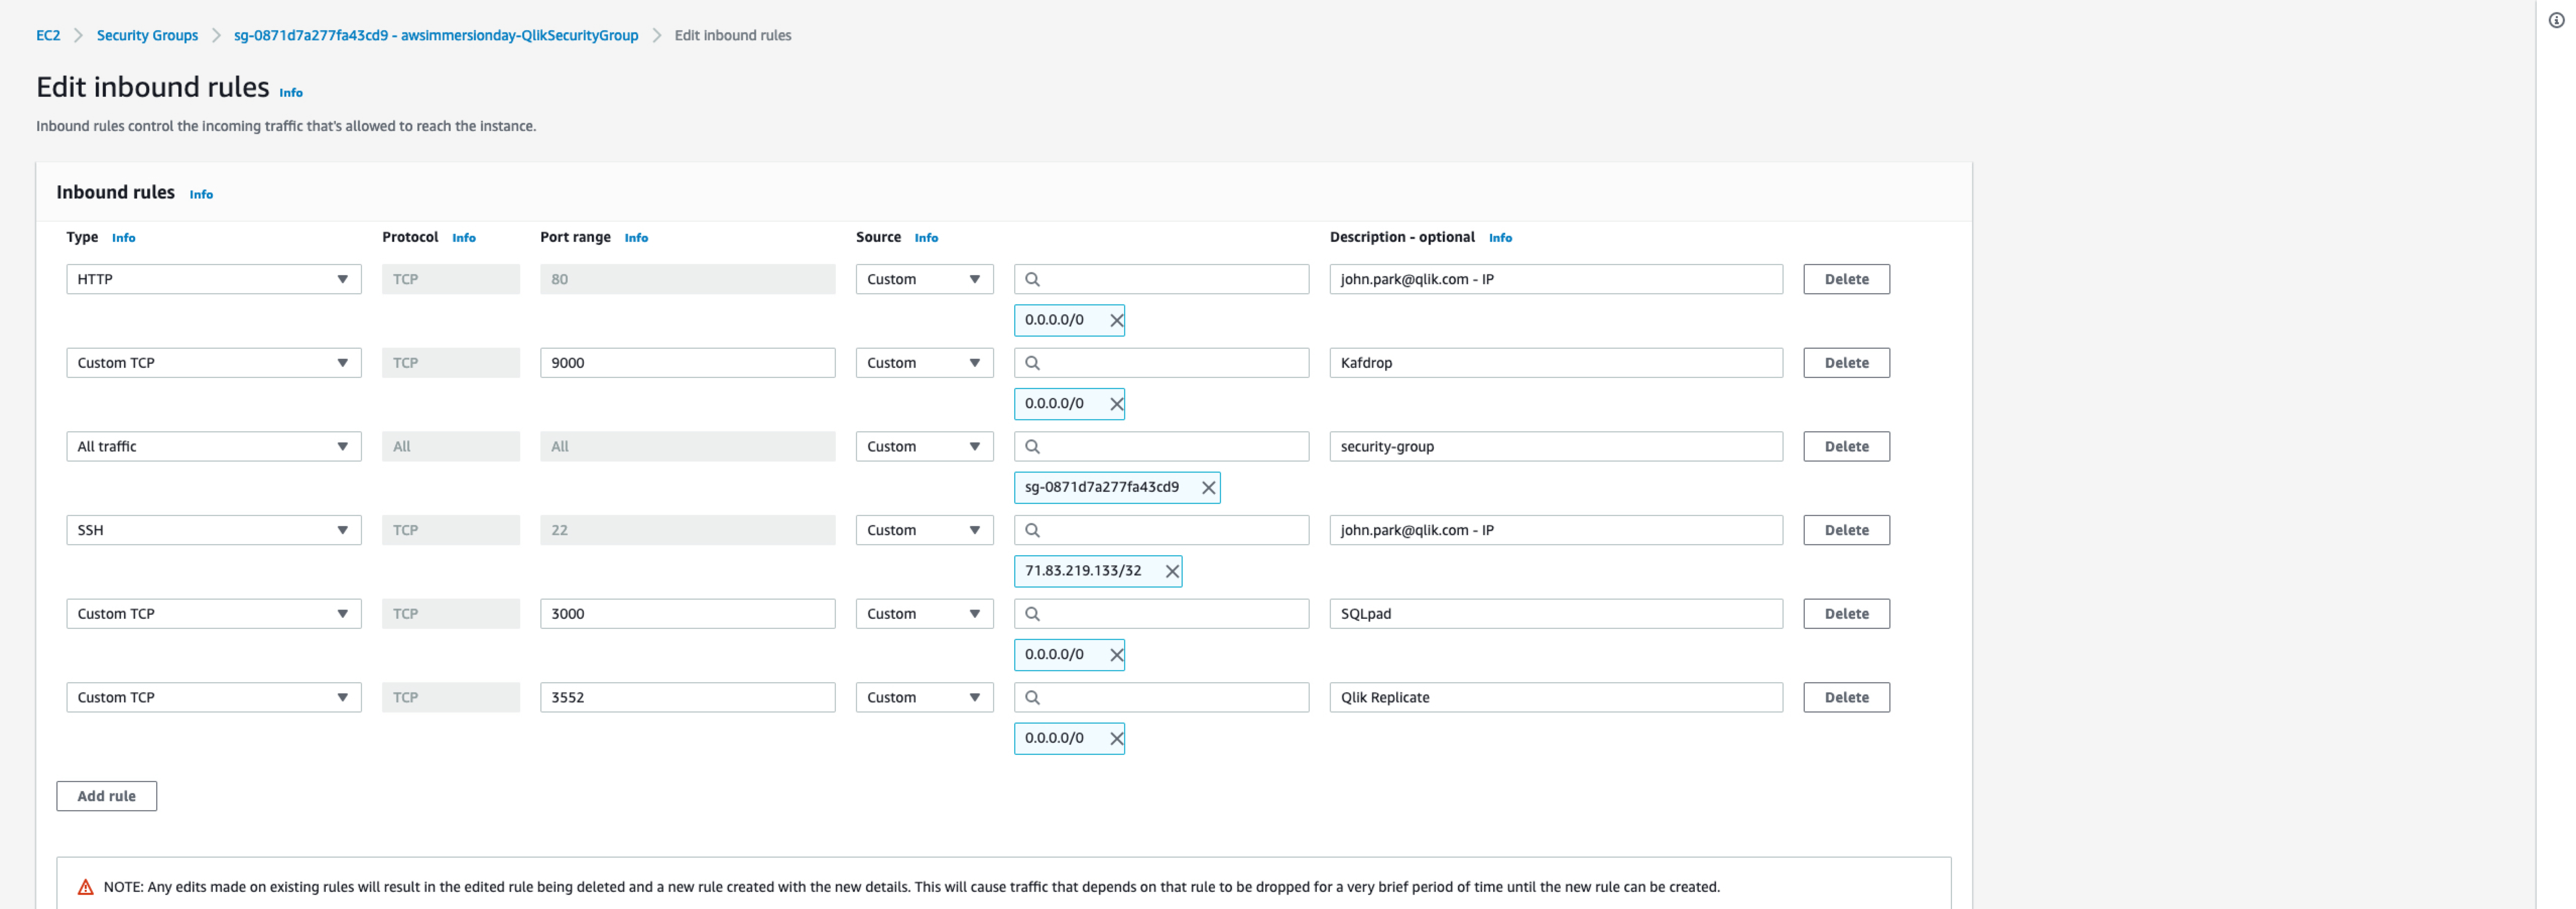 EC2 > Security Groups > sg-0871d7a277fa43cd9 - awsimmersionday-QlikSecurityGroup > Edit inbound rules
Edit inbound rules Info
Inbound rules control the incoming traffic that's allowed to reach the instance.
Inbound rules Info
Type Info Protocol Info Port range Info Source Info Description - optional Info
HTTP TCP 80 Custom john.park@qlik.com - IP Delete
0.0.0.0/0
Custom TCP TCP 9000 Custom Kafdrop Delete
0.0.0.0/0
All traffic All All Custom security-group Delete
sg-0871d7a277fa43cd9
SSH TCP 22 Custom john.park@qlik.com - IP Delete
71.83.219.133/32
Custom TCP TCP 3000 Custom SQLpad Delete
0.0.0.0/0
Custom TCP TCP 3552 Custom Qlik Replicate Delete
0.0.0.0/0
Add rule
NOTE: Any edits made on existing rules will result in the edited rule being deleted and a new rule created with the new details. This will cause traffic that depends on that rule to be dropped for a very brief period of time until the new rule can be created.